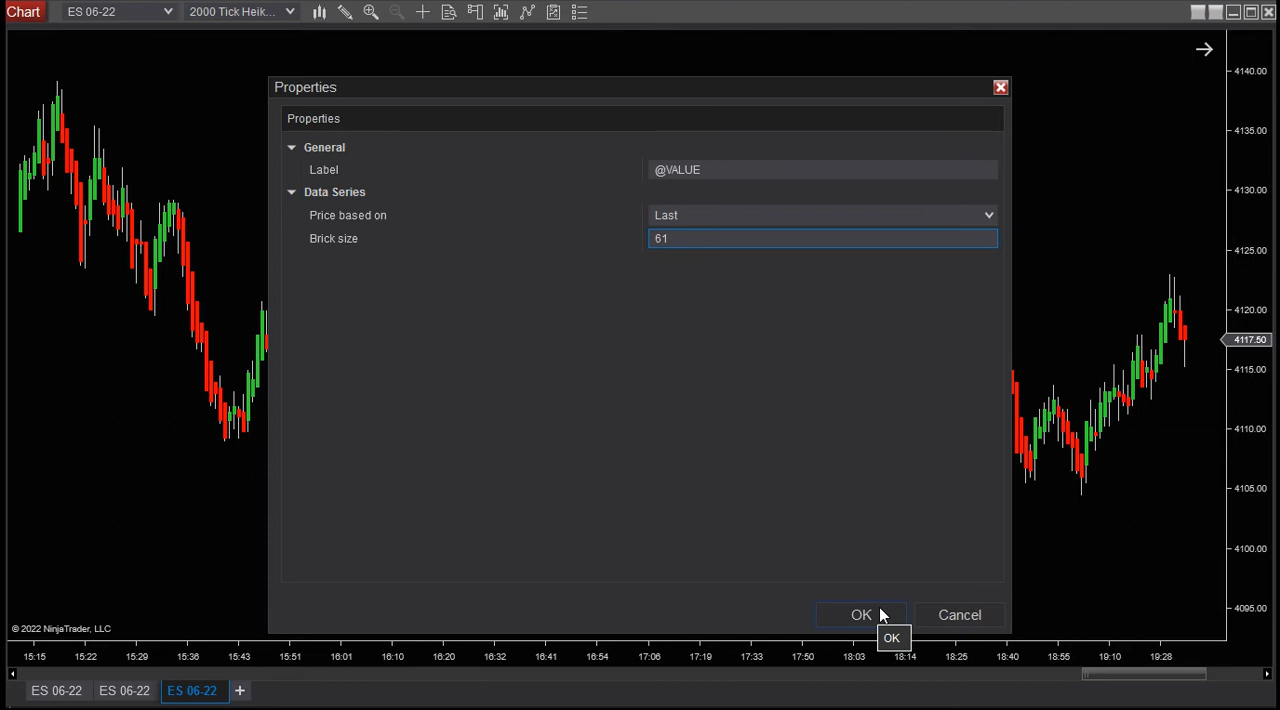 Chart ES 06-22 2000 Tick Heik...
Properties
Properties
General
Label @VALUE
Data Series
Price based on Last
Brick size 61
OK Cancel
OK
4140.00
4135.00
4130.00
4125.00
4120.00
4117.50
4115.00
4110.00
4105.00
4100.00
4095.00
© 2022 NinjaTrader, LLC
15:15 15:22 15:29 15:36 15:43 15:51 16:01 16:10 16:20 16:32 16:41 16:54 17:06 17:19 17:33 17:50 18:03 18:14 18:25 18:40 18:55 19:10 19:28
ES 06-22 ES 06-22 ES 06-22 +